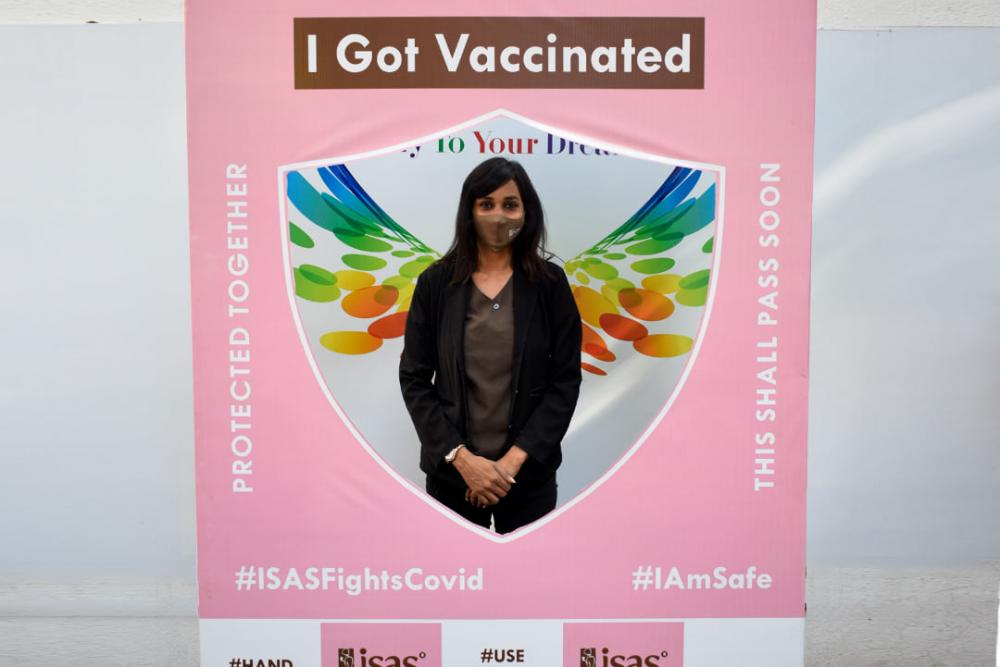 I Got Vaccinated
To Your
PROTECTED TOGETHER
THIS SHALL PASS SOON
#ISASFightsCovid
#IAmSafe
#HAND
isas
#USE
isas